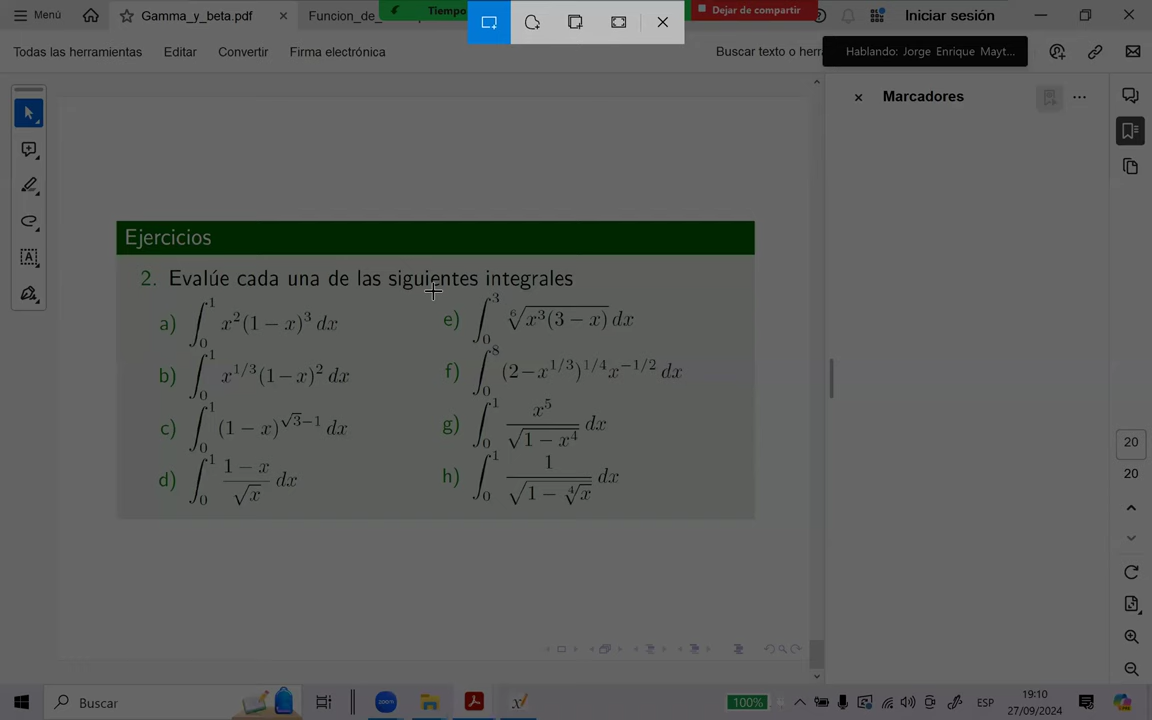 Menú
Gamma_y_beta.pdf
Funcion_de_
Tiempo
Dejar de compartir
Iniciar sesión
Todas las herramientas
Editar
Convertir
Firma electrónica
Buscar texto o herra
Hablando: Jorge Enrique Mayt...
Marcadores
Ejercicios
2. Evalúe cada una de las siguientes integrales
a) ∫₀¹ x²(1 − x)³ dx
e) ∫₀³ ⁶√(x³(3 − x)) dx
b) ∫₀¹ x^{1/3}(1−x)² dx
f) ∫₀⁸ (2−x^{1/3})^{1/4}x^{−1/2} dx
c) ∫₀¹ (1 − x)^{√3−1} dx
g) ∫₀¹ x⁵/√(1 − x⁴) dx
d) ∫₀¹ (1 − x)/√x dx
h) ∫₀¹ 1/√(1 − ⁴√x) dx
20
20
Buscar
zoom
100%
ESP
19:10
27/09/2024